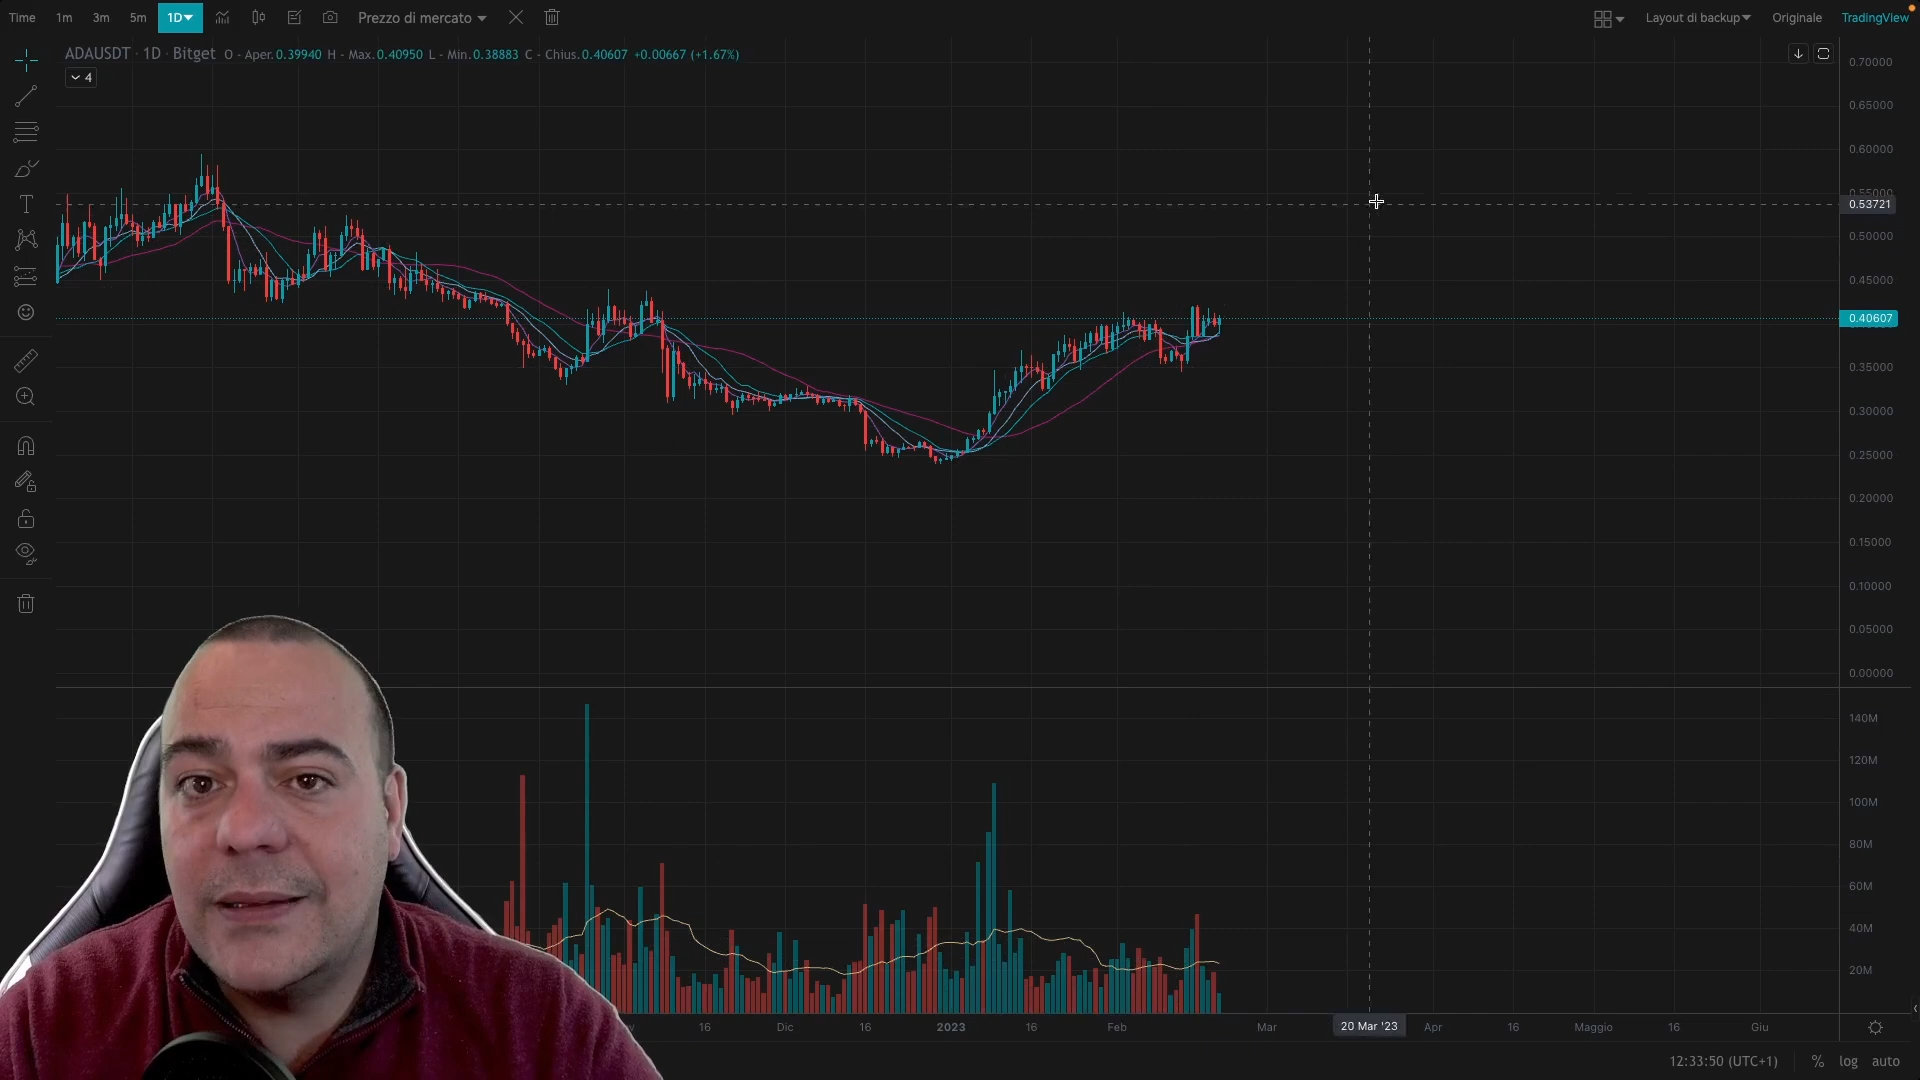 Time 1m 3m 5m 1D Prezzo di mercato Layout di backup Originale TradingView
ADAUSDT · 1D · Bitget O - Aper.0.39940 H - Max.0.40950 L - Min.0.38883 C - Chius.0.40607 +0.00667 (+1.67%)
4
0.70000
0.65000
0.60000
0.55000
0.53721
0.50000
0.45000
0.40607
0.35000
0.30000
0.25000
0.20000
0.15000
0.10000
0.05000
0.00000
140M
120M
100M
80M
60M
40M
20M
16 Dic 16 2023 16 Feb Mar 20 Mar '23 Apr 16 Maggio 16 Giu
12:33:50 (UTC+1) % log auto